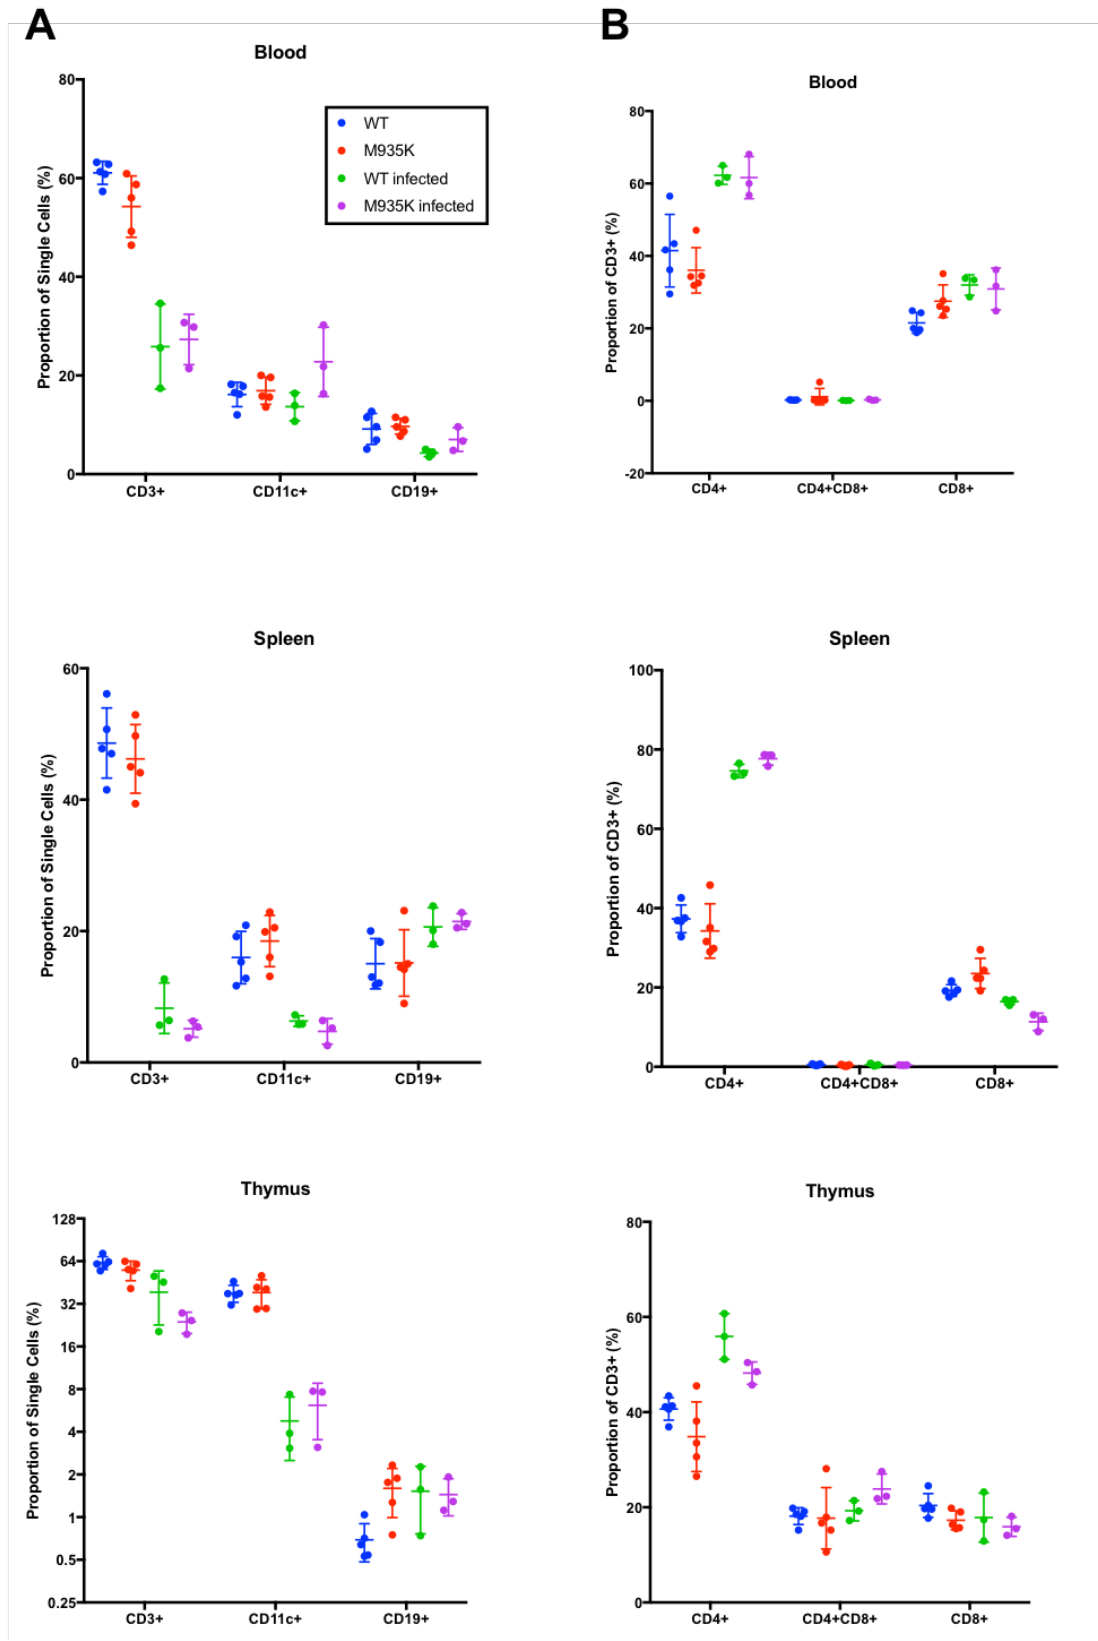 A
B
Blood
80
60
40
20
0
Proportion of Single Cells (%)
CD3+ CD11c+ CD19+
WT
M935K
WT infected
M935K infected
Blood
80
60
40
20
0
-20
Proportion of CD3+ (%)
CD4+ CD4+CD8+ CD8+
Spleen
60
40
20
0
Proportion of Single Cells (%)
CD3+ CD11c+ CD19+
Spleen
100
80
60
40
20
0
Proportion of CD3+ (%)
CD4+ CD4+CD8+ CD8+
Thymus
128
64
32
16
8
4
2
1
0.5
0.25
Proportion of Single Cells (%)
CD3+ CD11c+ CD19+
Thymus
80
60
40
20
0
Proportion of CD3+ (%)
CD4+ CD4+CD8+ CD8+